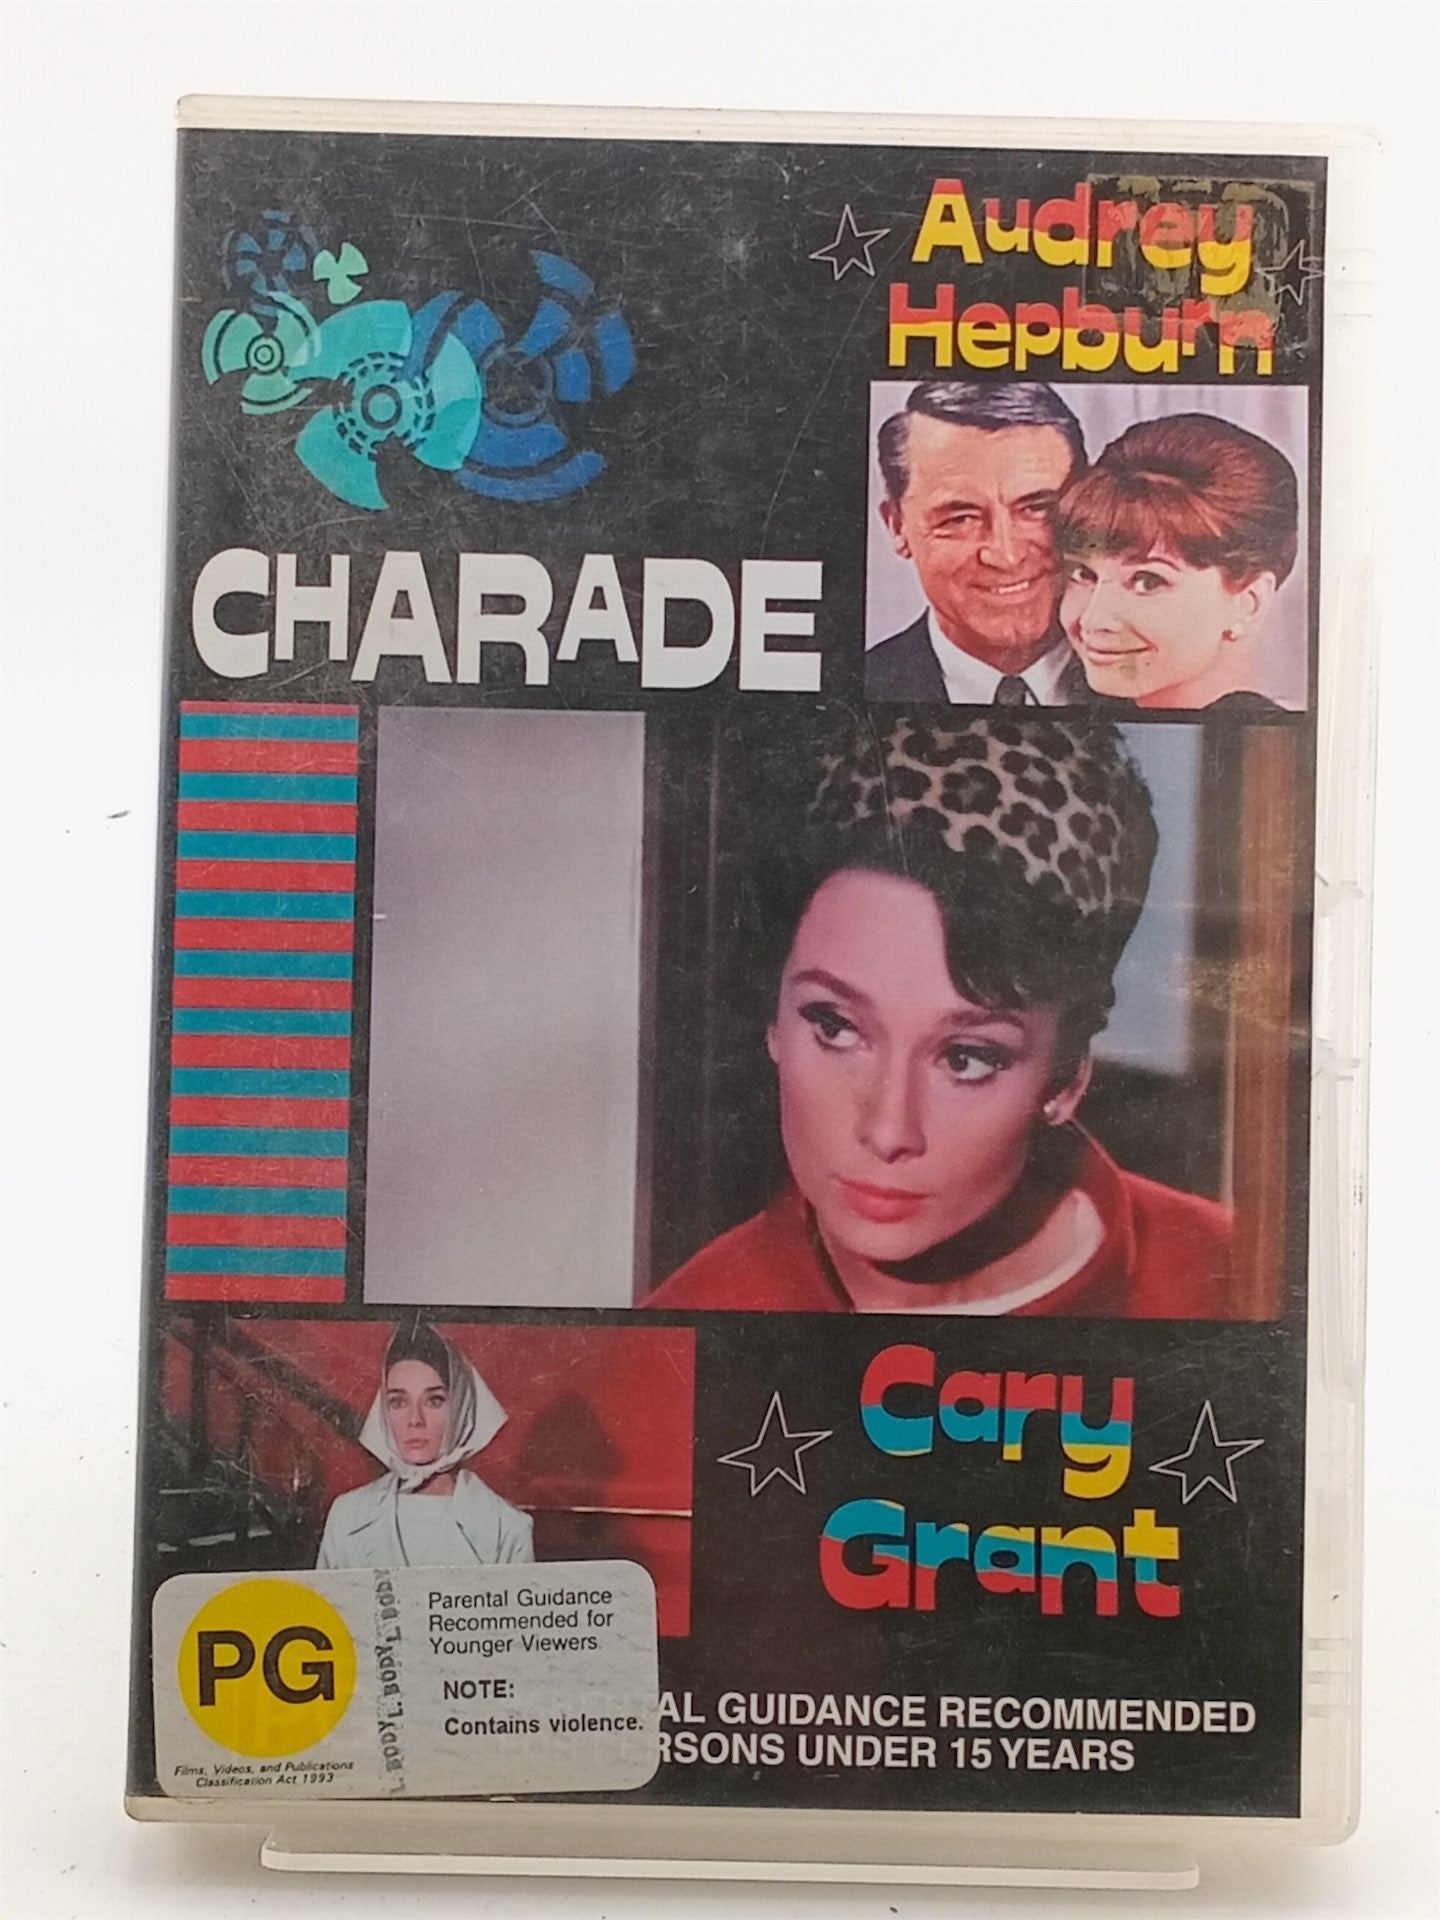 Audrey
Hepburn
CHARADE
Cary
Grant
PG
Films, Videos, and Publications
Classification Act 1993
Parental Guidance
Recommended for
Younger Viewers
NOTE:
Contains violence.
AL GUIDANCE RECOMMENDED
RSONS UNDER 15 YEARS